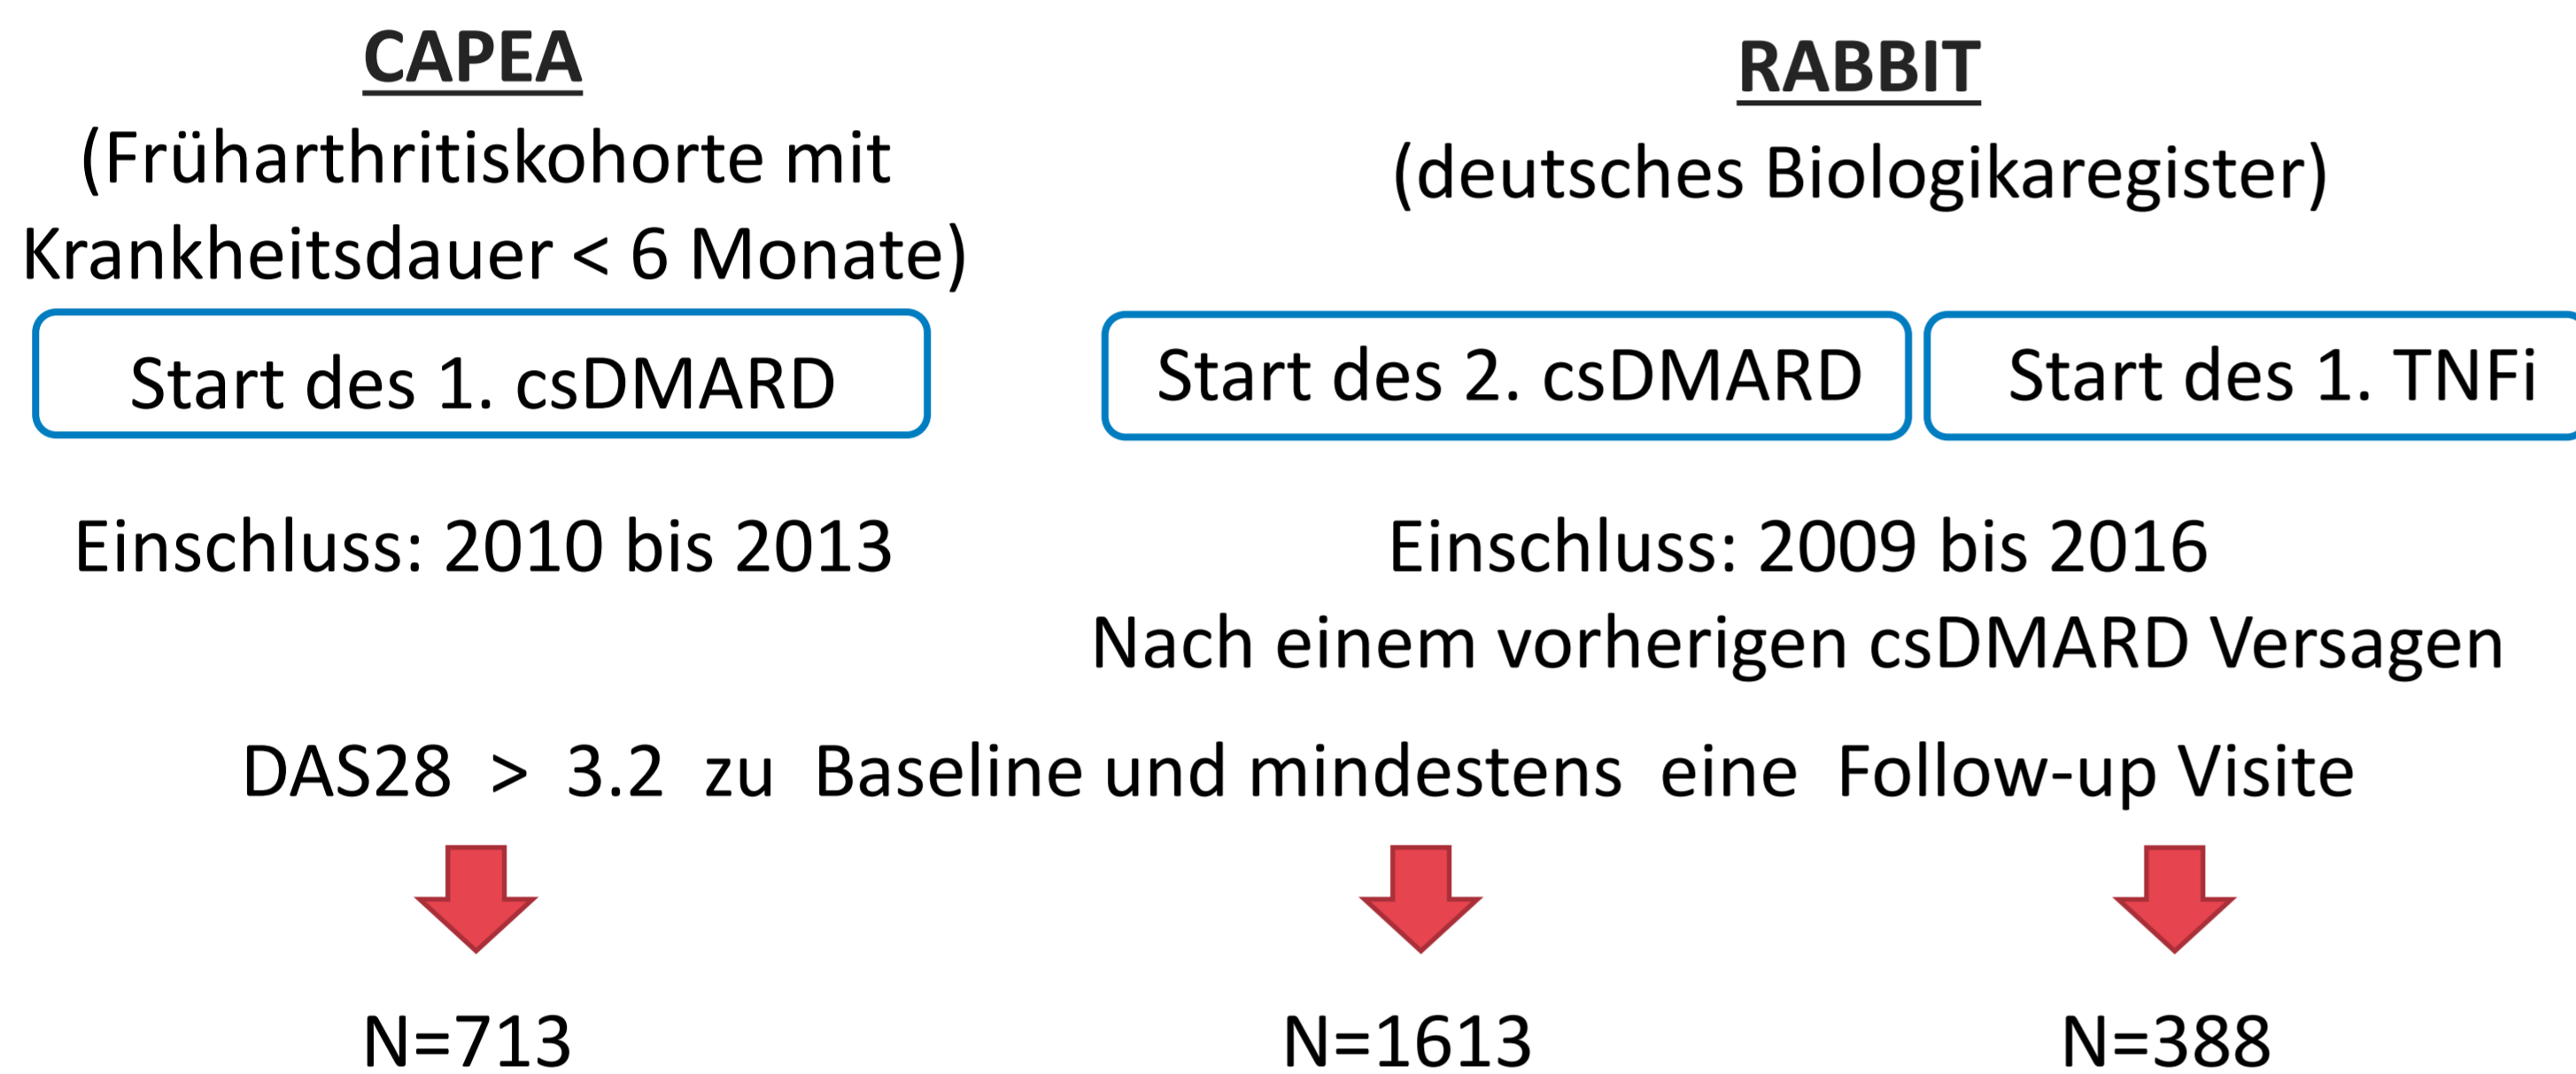 CAPEA
(Früharthritiskohorte mit
Krankheitsdauer < 6 Monate)
Start des 1. csDMARD
Einschluss: 2010 bis 2013
RABBIT
(deutsches Biologikaregister)
Start des 2. csDMARD
Start des 1. TNFi
Einschluss: 2009 bis 2016
Nach einem vorherigen csDMARD Versagen
DAS28 > 3.2 zu Baseline und mindestens eine Follow-up Visite
N=713
N=1613
N=388